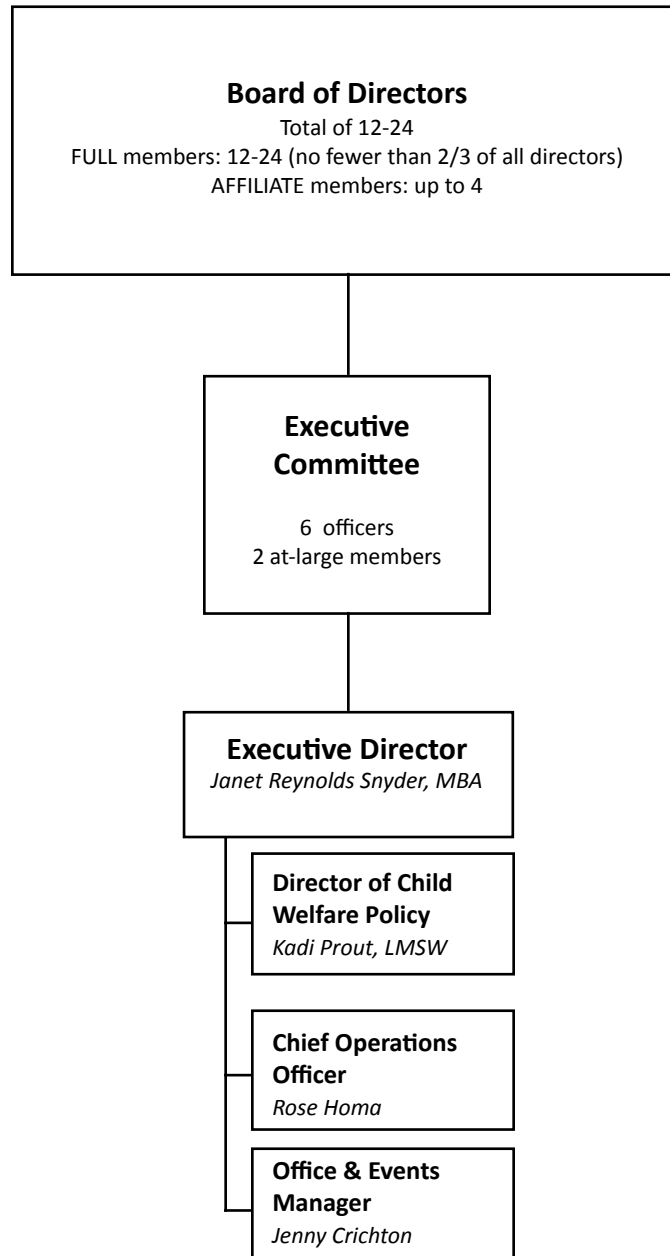 Board of Directors
Total of 12-24
FULL members: 12-24 (no fewer than 2/3 of all directors)
AFFILIATE members: up to 4
Executive
Committee
6 officers
2 at-large members
Executive Director
Janet Reynolds Snyder, MBA
Director of Child
Welfare Policy
Kadi Prout, LMSW
Chief Operations
Officer
Rose Homa
Office & Events
Manager
Jenny Crichton